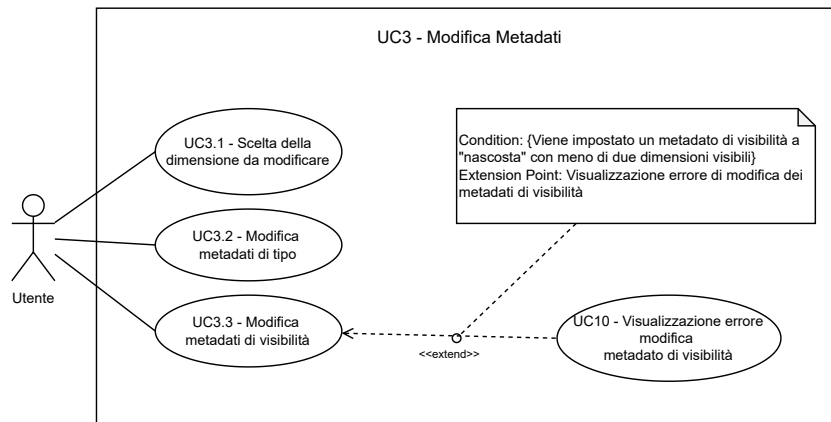 UC3 - Modifica Metadati
UC3.1 - Scelta della
dimensione da modificare
Condition: {Viene impostato un metadato di visibilità a
"nascosta" con meno di due dimensioni visibili}
Extension Point: Visualizzazione errore di modifica dei
metadati di visibilità
UC3.2 - Modifica
metadati di tipo
Utente
UC3.3 - Modifica
metadati di visibilità
<<extend>>
UC10 - Visualizzazione errore
modifica
metadato di visibilità